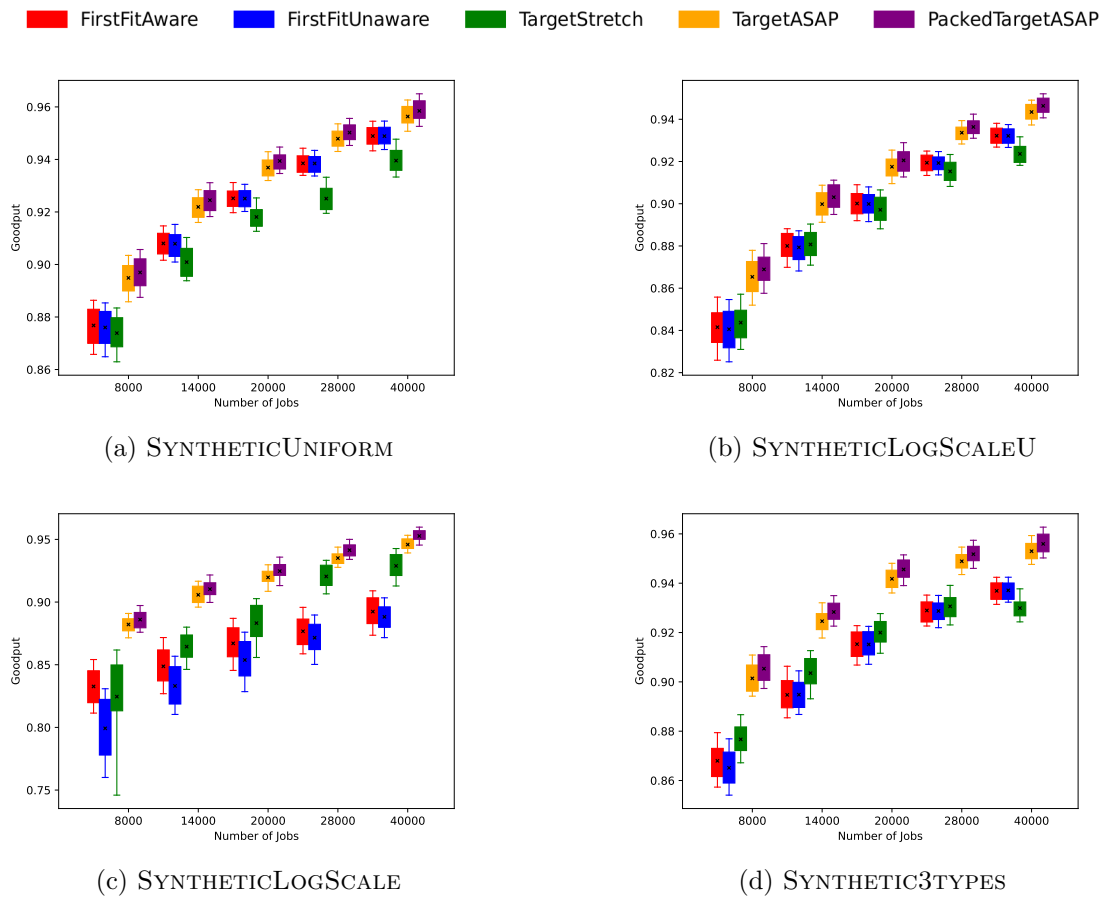 FirstFitAware FirstFitUnaware TargetStretch TargetASAP PackedTargetASAP
0.96
0.94
0.92
0.90
0.88
0.86
Goodput
8000 14000 20000 28000 40000
Number of Jobs
(a) SYNTHETICUNIFORM
0.94
0.92
0.90
0.88
0.86
0.84
0.82
Goodput
8000 14000 20000 28000 40000
Number of Jobs
(b) SYNTHETICLOGSCALEU
0.95
0.90
0.85
0.80
0.75
Goodput
8000 14000 20000 28000 40000
Number of Jobs
(c) SYNTHETICLOGSCALE
0.96
0.94
0.92
0.90
0.88
0.86
Goodput
8000 14000 20000 28000 40000
Number of Jobs
(d) SYNTHETIC3TYPES